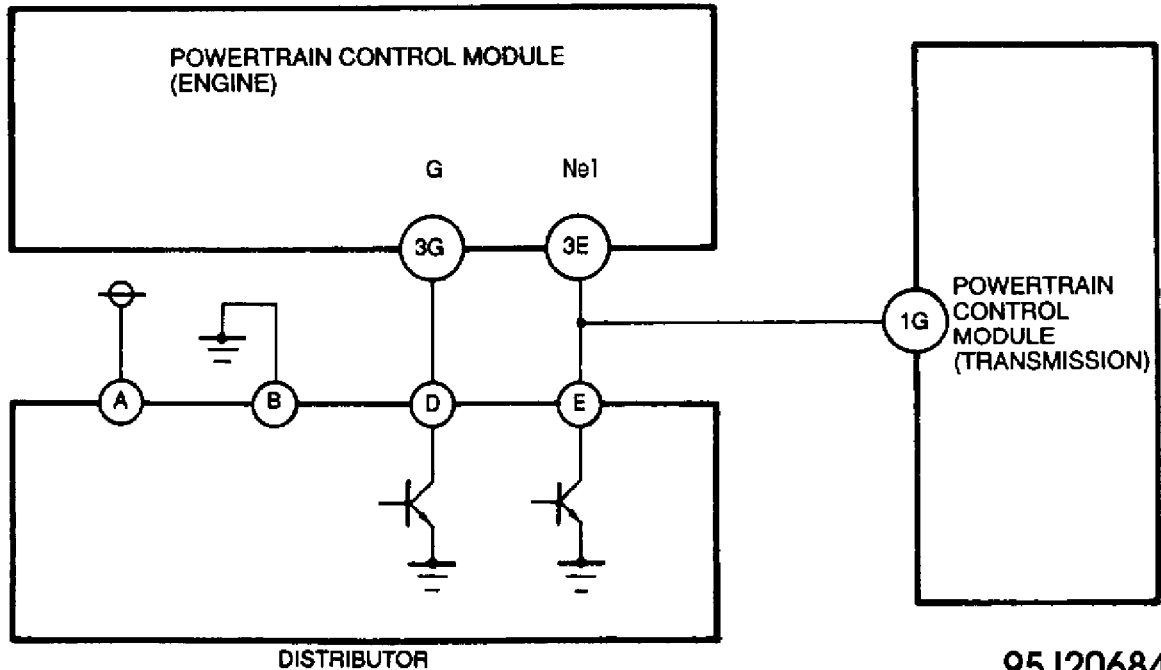 POWERTRAIN CONTROL MODULE
(ENGINE)
G
Ne1
3G
3E
1G
POWERTRAIN
CONTROL
MODULE
(TRANSMISSION)
A
B
D
E
DISTRIBUTOR
95J20684